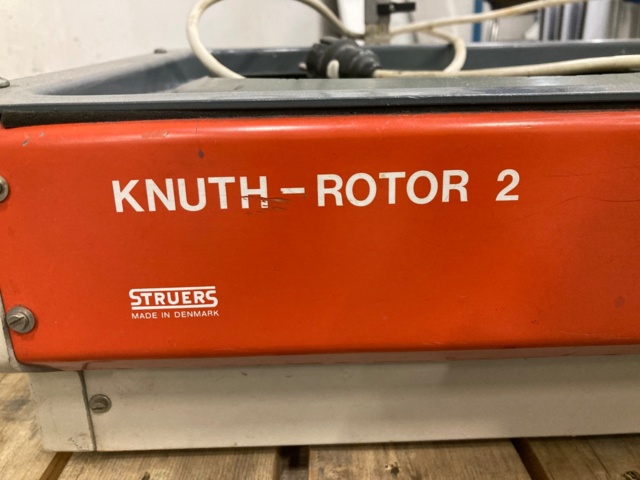 KNUTH-ROTOR 2
STRUERS
MADE IN DENMARK